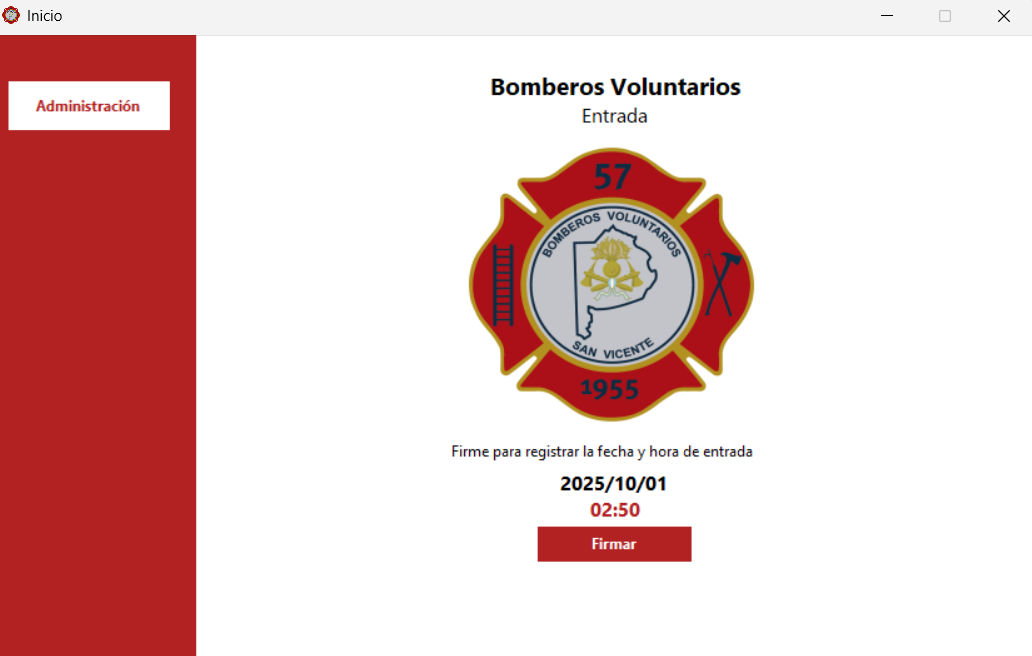 Inicio
Administración
Bomberos Voluntarios
Entrada
57
BOMBEROS VOLUNTARIOS
SAN VICENTE
1955
Firme para registrar la fecha y hora de entrada
2025/10/01
02:50
Firmar